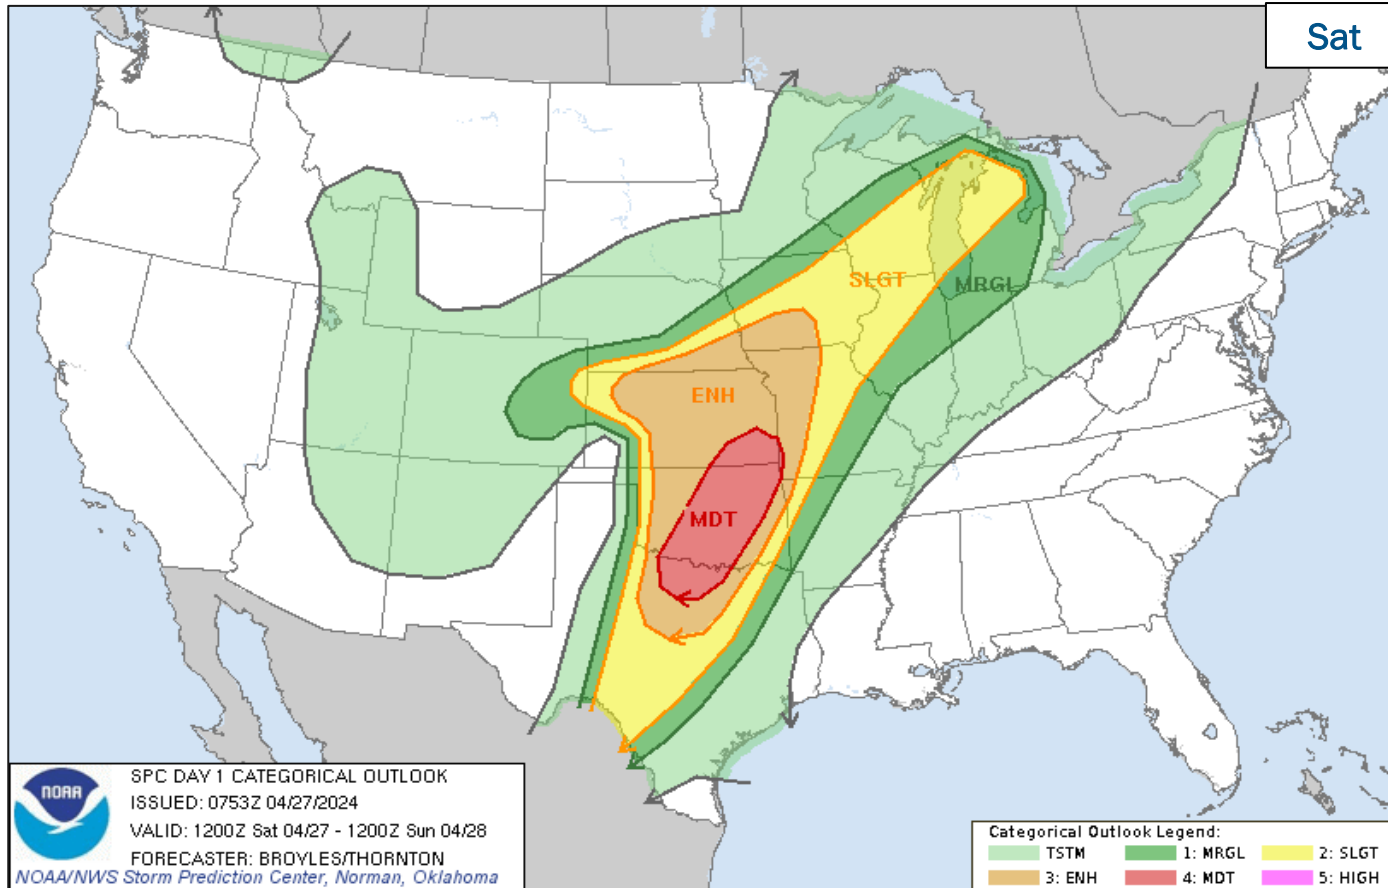 Sat
SLGT
MRGL
ENH
MDT
NOAA
SPC DAY 1 CATEGORICAL OUTLOOK
ISSUED: 0753Z 04/27/2024
VALID: 1200Z Sat 04/27 - 1200Z Sun 04/28
FORECASTER: BROYLES/THORNTON
NOAA/NWS Storm Prediction Center, Norman, Oklahoma
Categorical Outlook Legend:
TSTM 1: MRGL 2: SLGT
3: ENH 4: MDT 5: HIGH